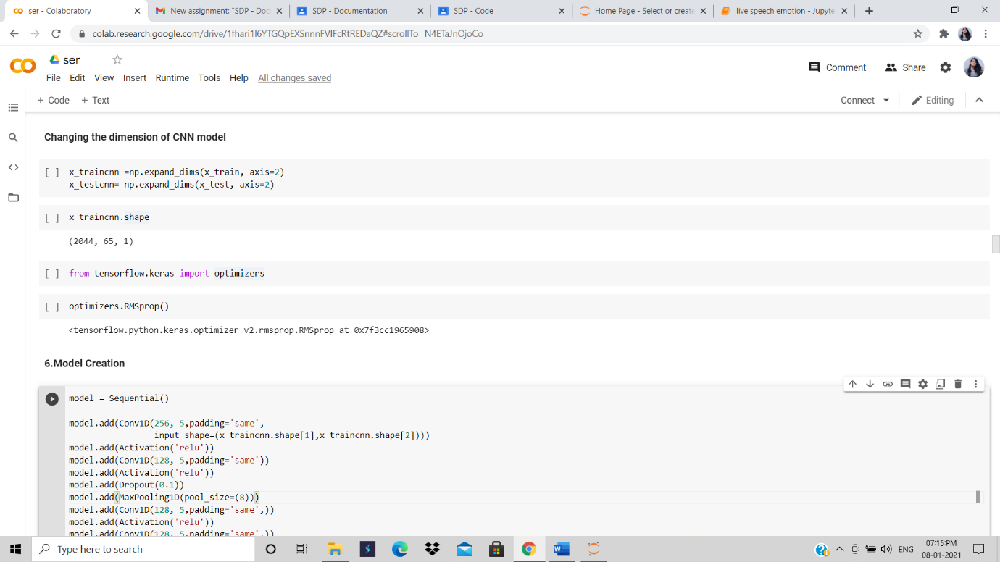 ser - Colaboratory
New assignment: "SDP - Doc
SDP - Documentation
SDP - Code
Home Page - Select or create
live speech emotion - Jupyte
colab.research.google.com/drive/1fhari1l6YTGQpEXSnnnFVIFcRtREDaQZ#scrollTo=N4ETaJnOjoCo
ser
File Edit View Insert Runtime Tools Help All changes saved
Comment Share
+ Code + Text
Connect Editing
Changing the dimension of CNN model
[ ] x_traincnn =np.expand_dims(x_train, axis=2)
x_testcnn= np.expand_dims(x_test, axis=2)
[ ] x_traincnn.shape
(2044, 65, 1)
[ ] from tensorflow.keras import optimizers
[ ] optimizers.RMSprop()
<tensorflow.python.keras.optimizer_v2.rmsprop.RMSprop at 0x7f3cc1965908>
6.Model Creation
model = Sequential()
model.add(Conv1D(256, 5,padding='same',
input_shape=(x_traincnn.shape[1],x_traincnn.shape[2])))
model.add(Activation('relu'))
model.add(Conv1D(128, 5,padding='same'))
model.add(Activation('relu'))
model.add(Dropout(0.1))
model.add(MaxPooling1D(pool_size=(8)))
model.add(Conv1D(128, 5,padding='same',))
model.add(Activation('relu'))
model.add(Conv1D(128, 5,padding='same',))
Type here to search
ENG
07:15:PM
08-01-2021